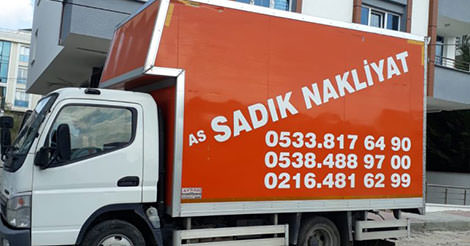 AS SADIK NAKLİYAT
0533.817 64 90
0538.488 97 00
0216.481 62 99